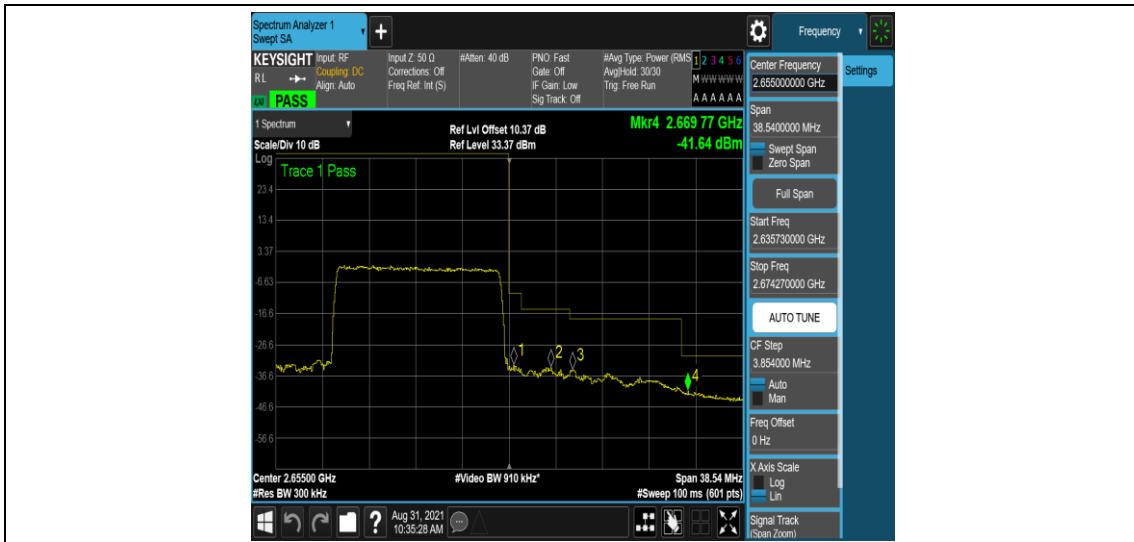 Spectrum Analyzer 1
Swept SA
+
Frequency
KEYSIGHT
RL
LXI
PASS
Input: RF
Coupling: DC
Align: Auto
Input Z: 50 Ω
Corrections: Off
Freq Ref: Int (S)
#Atten: 40 dB
PNO: Fast
Gate: Off
IF Gain: Low
Sig Track: Off
#Avg Type: Power (RMS
Avg|Hold: 30/30
Trig: Free Run
1 2 3 4 5 6
M W W W W W
A A A A A A
1 Spectrum
Scale/Div 10 dB
Ref Lvl Offset 10.37 dB
Ref Level 33.37 dBm
Mkr4 2.669 77 GHz
-41.64 dBm
Log
Trace 1 Pass
23.4
13.4
3.37
-6.63
-16.6
-26.6
-36.6
-46.6
-56.6
1
2
3
4
Center 2.65500 GHz
#Res BW 300 kHz
#Video BW 910 kHz*
Span 38.54 MHz
#Sweep 100 ms (601 pts)
?
Aug 31, 2021
10:35:28 AM
Center Frequency
2.655000000 GHz
Settings
Span
38.5400000 MHz
Swept Span
Zero Span
Full Span
Start Freq
2.635730000 GHz
Stop Freq
2.674270000 GHz
AUTO TUNE
CF Step
3.854000 MHz
Auto
Man
Freq Offset
0 Hz
X Axis Scale
Log
Lin
Signal Track
(Span Zoom)